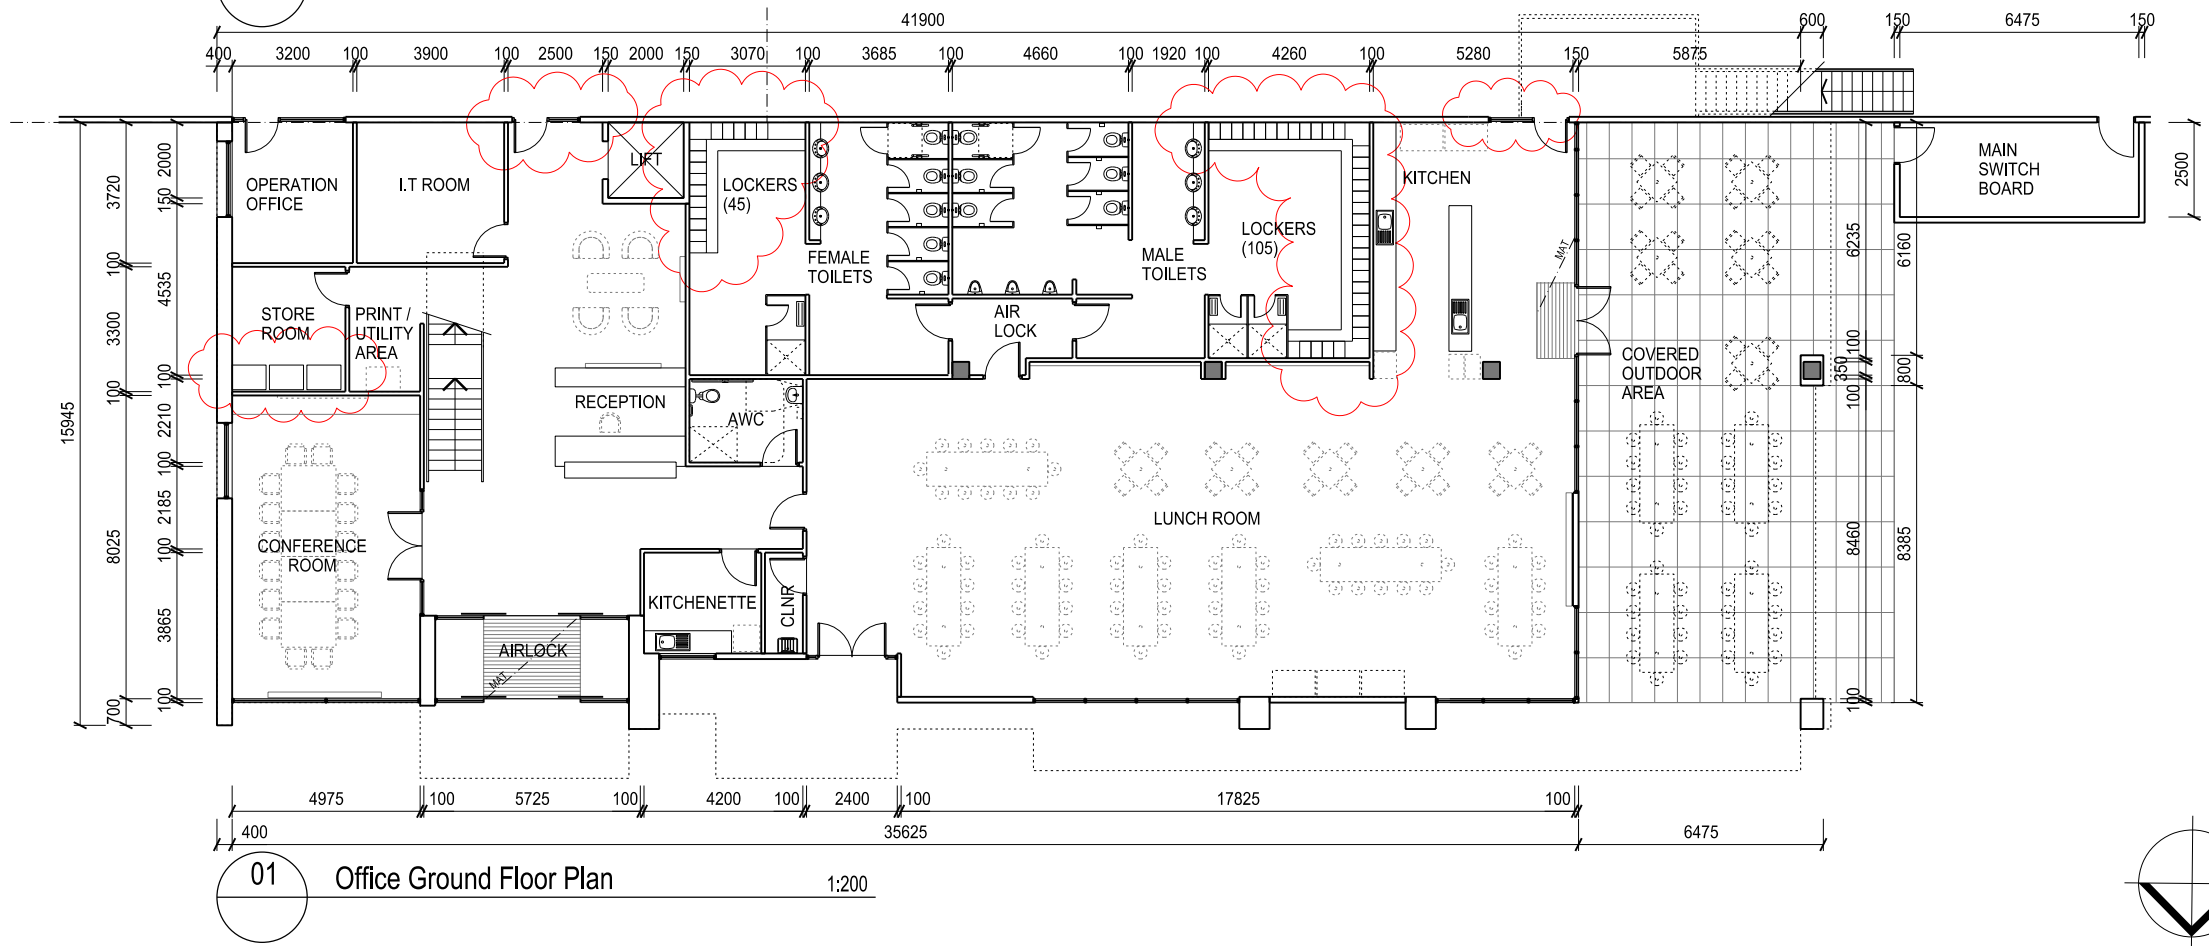 41900
600
150
6475
150
400
3200
100
3900
100
2500
150
2000
150
3070
100
3685
100
4660
100
1920
100
4260
100
5280
150
5875
15945
3720
100
3300
100
8025
700
2000
150
4535
100
2210
100
2185
100
3865
100
OPERATION
OFFICE
I.T ROOM
LIFT
LOCKERS
(45)
FEMALE
TOILETS
MALE
TOILETS
LOCKERS
(105)
KITCHEN
MAT
MAIN
SWITCH
BOARD
2500
STORE
ROOM
PRINT /
UTILITY
AREA
AIR
LOCK
COVERED
OUTDOOR
AREA
RECEPTION
AWC
LUNCH ROOM
CONFERENCE
ROOM
KITCHENETTE
CLNR
AIRLOCK
MAT
6235
100
350
100
8460
100
6160
800
8385
4975
100
5725
100
4200
100
2400
100
17825
100
400
35625
6475
01
Office Ground Floor Plan
1:200